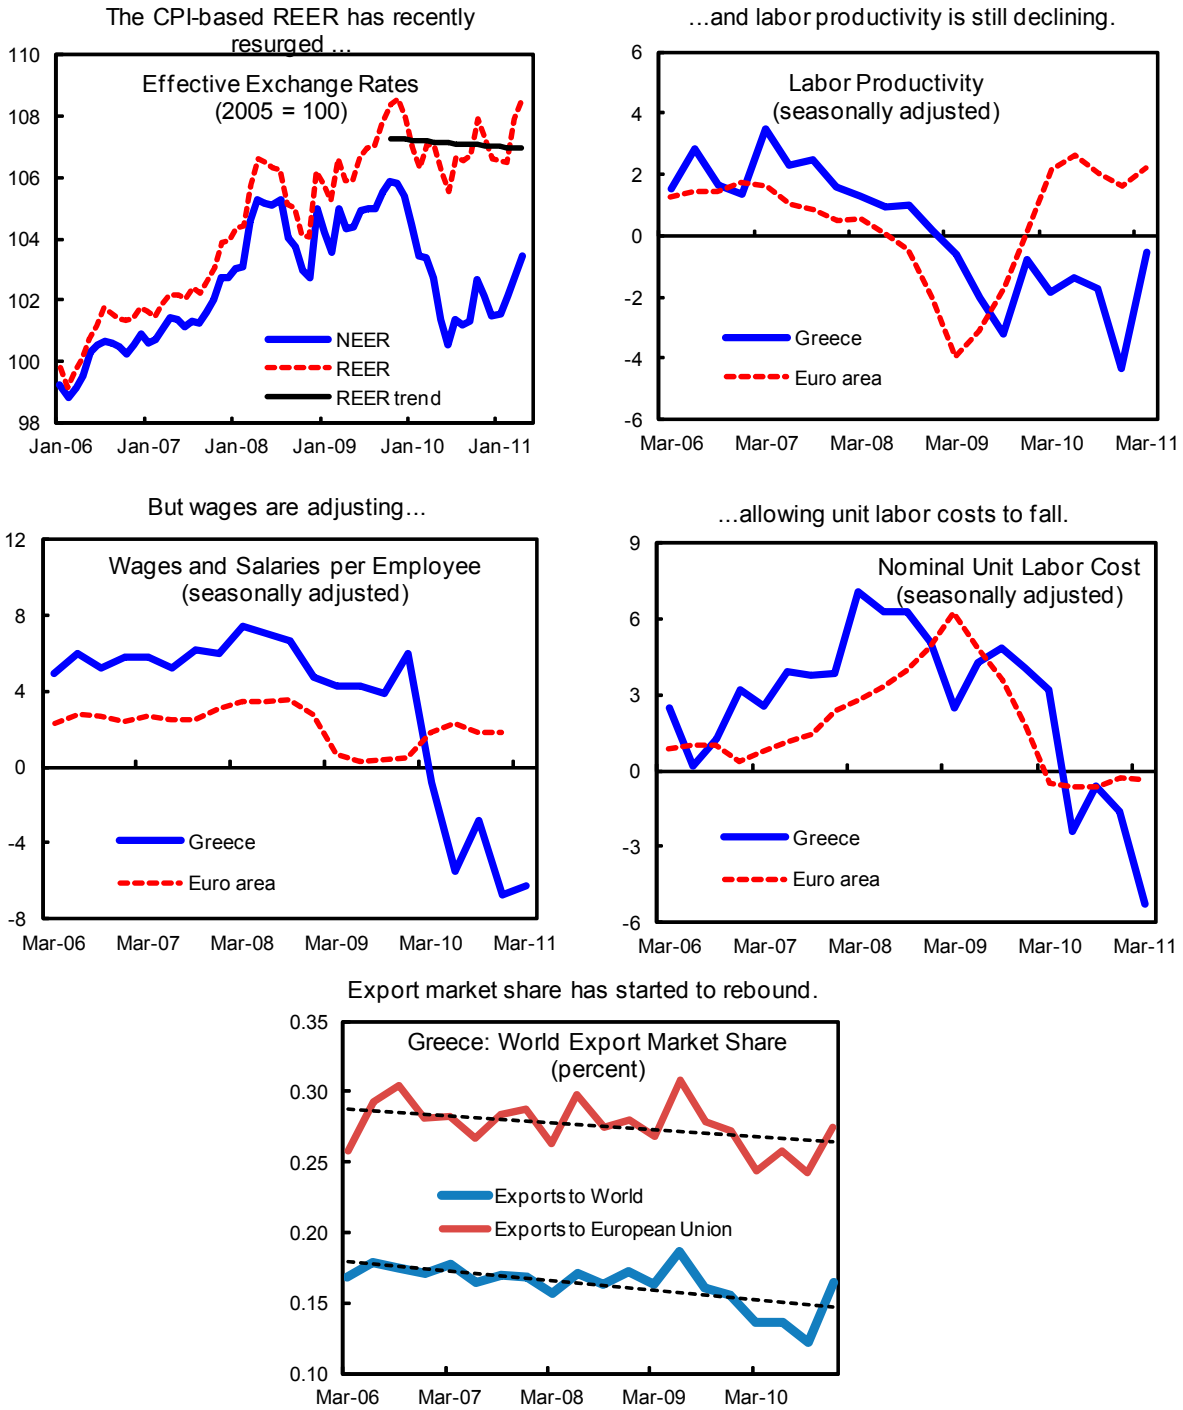 The CPI-based REER has recently
resurged ...
Effective Exchange Rates
(2005 = 100)
110
108
106
104
102
100
98
NEER
REER
REER trend
Jan-06
Jan-07
Jan-08
Jan-09
Jan-10
Jan-11
...and labor productivity is still declining.
Labor Productivity
(seasonally adjusted)
6
4
2
0
-2
-4
-6
Greece
Euro area
Mar-06
Mar-07
Mar-08
Mar-09
Mar-10
Mar-11
But wages are adjusting...
Wages and Salaries per Employee
(seasonally adjusted)
12
8
4
0
-4
-8
Greece
Euro area
Mar-06
Mar-07
Mar-08
Mar-09
Mar-10
Mar-11
...allowing unit labor costs to fall.
Nominal Unit Labor Cost
(seasonally adjusted)
9
6
3
0
-3
-6
Greece
Euro area
Mar-06
Mar-07
Mar-08
Mar-09
Mar-10
Mar-11
Export market share has started to rebound.
Greece: World Export Market Share
(percent)
0.35
0.30
0.25
0.20
0.15
0.10
Exports to World
Exports to European Union
Mar-06
Mar-07
Mar-08
Mar-09
Mar-10